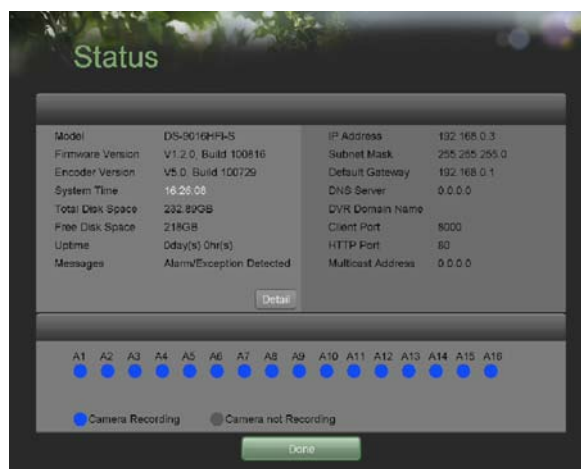 Status
Model DS-9016HFI-S
Firmware Version V1.2.0, Build 100816
Encoder Version V5.0, Build 100729
System Time 16:26:08
Total Disk Space 232.89GB
Free Disk Space 218GB
Uptime 0day(s) 0hr(s)
Messages Alarm/Exception Detected
Detail
IP Address 192.168.0.3
Subnet Mask 255.255.255.0
Default Gateway 192.168.0.1
DNS Server 0.0.0.0
DVR Domain Name
Client Port 8000
HTTP Port 80
Multicast Address 0.0.0.0
A1 A2 A3 A4 A5 A6 A7 A8 A9 A10 A11 A12 A13 A14 A15 A16
Camera Recording Camera not Recording
Done